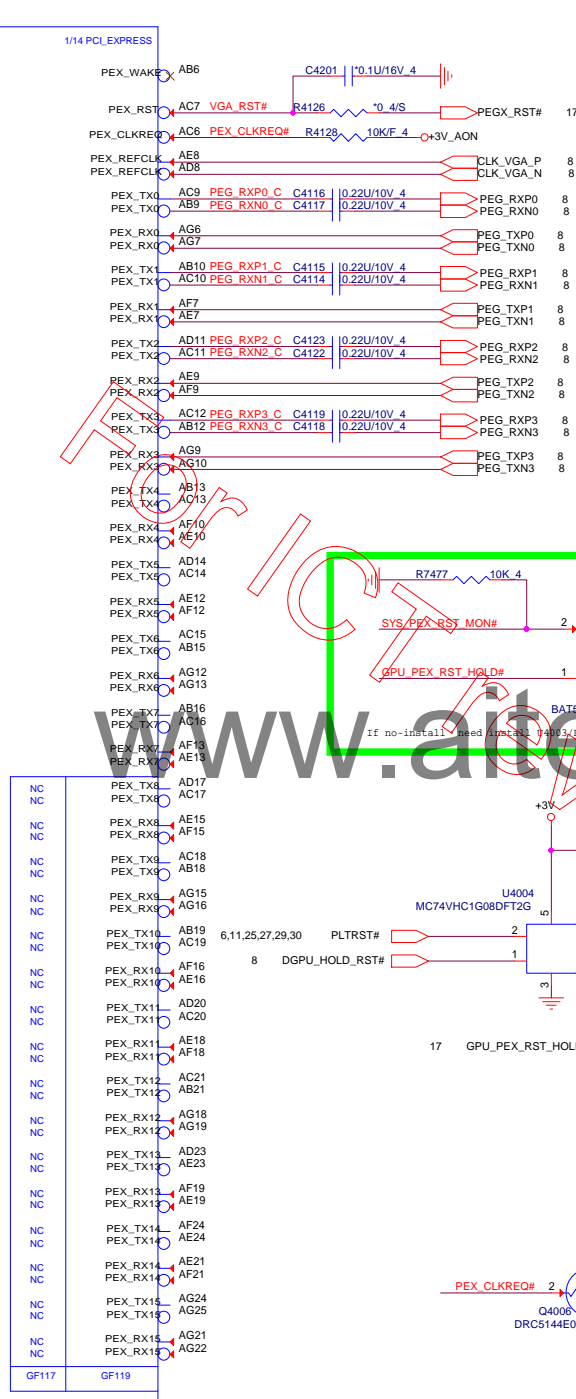 1/14 PCI_EXPRESS
PEX_WAKE AB6 C4201 *0.1U/16V_4
PEX_RST AC7 VGA_RST# R4126 *0_4/S PEGX_RST# 17
PEX_CLKREQ AC6 PEX_CLKREQ# R4128 10K/F_4 +3V_AON
PEX_REFCLK AE8 CLK_VGA_P 8
PEX_REFCLK AD8 CLK_VGA_N 8
PEX_TX0 AC9 PEG_RXP0_C C4116 0.22U/10V_4 PEG_RXP0 8
PEX_TX0 AB9 PEG_RXN0_C C4117 0.22U/10V_4 PEG_RXN0 8
PEX_RX0 AG6 PEG_TXP0 8
PEX_RX0 AG7 PEG_TXN0 8
PEX_TX1 AB10 PEG_RXP1_C C4115 0.22U/10V_4 PEG_RXP1 8
PEX_TX1 AC10 PEG_RXN1_C C4114 0.22U/10V_4 PEG_RXN1 8
PEX_RX1 AF7 PEG_TXP1 8
PEX_RX1 AE7 PEG_TXN1 8
PEX_TX2 AD11 PEG_RXP2_C C4123 0.22U/10V_4 PEG_RXP2 8
PEX_TX2 AC11 PEG_RXN2_C C4122 0.22U/10V_4 PEG_RXN2 8
PEX_RX2 AE9 PEG_TXP2 8
PEX_RX2 AF9 PEG_TXN2 8
PEX_TX3 AC12 PEG_RXP3_C C4119 0.22U/10V_4 PEG_RXP3 8
PEX_TX3 AB12 PEG_RXN3_C C4118 0.22U/10V_4 PEG_RXN3 8
PEX_RX3 AG9 PEG_TXP3 8
PEX_RX3 AG10 PEG_TXN3 8
PEX_TX4 AB13
PEX_TX4 AC13
PEX_RX4 AF10
PEX_RX4 AE10
PEX_TX5 AD14
PEX_TX5 AC14 R7477 10K_4
PEX_RX5 AE12
PEX_RX5 AF12
SYS_PEX_RST_MON# 2
PEX_TX6 AC15
PEX_TX6 AB15
PEX_RX6 AG12 GPU_PEX_RST_HOLD# 1
PEX_RX6 AG13
PEX_TX7 AB16
PEX_TX7 AC16
If no-install need install U4003
PEX_RX7 AF13
PEX_RX7 AE13
For ICT
www.aite
NC PEX_TX8 AD17
NC PEX_TX8 AC17
+3V
NC PEX_RX8 AE15
NC PEX_RX8 AF15
NC PEX_TX9 AC18
NC PEX_TX9 AB18
NC PEX_RX9 AG15 U4004
NC PEX_RX9 AG16 MC74VHC1G08DFT2G 5
NC PEX_TX10 AB19 6,11,25,27,29,30 PLTRST# 2
NC PEX_TX10 AC19
8 DGPU_HOLD_RST# 1
NC PEX_RX10 AF16
NC PEX_RX10 AE16 3
NC PEX_TX11 AD20
NC PEX_TX11 AC20
NC PEX_RX11 AE18 17 GPU_PEX_RST_HOL
NC PEX_RX11 AF18
NC PEX_TX12 AC21
NC PEX_TX12 AB21
NC PEX_RX12 AG18
NC PEX_RX12 AG19
NC PEX_TX13 AD23
NC PEX_TX13 AE23
NC PEX_RX13 AF19
NC PEX_RX13 AE19
NC PEX_TX14 AF24
NC PEX_TX14 AE24
NC PEX_RX14 AE21
NC PEX_RX14 AF21 PEX_CLKREQ# 2
NC PEX_TX15 AG24
NC PEX_TX15 AG25 Q4006
DRC5144E0
NC PEX_RX15 AG21
NC PEX_RX15 AG22
GF117 GF119